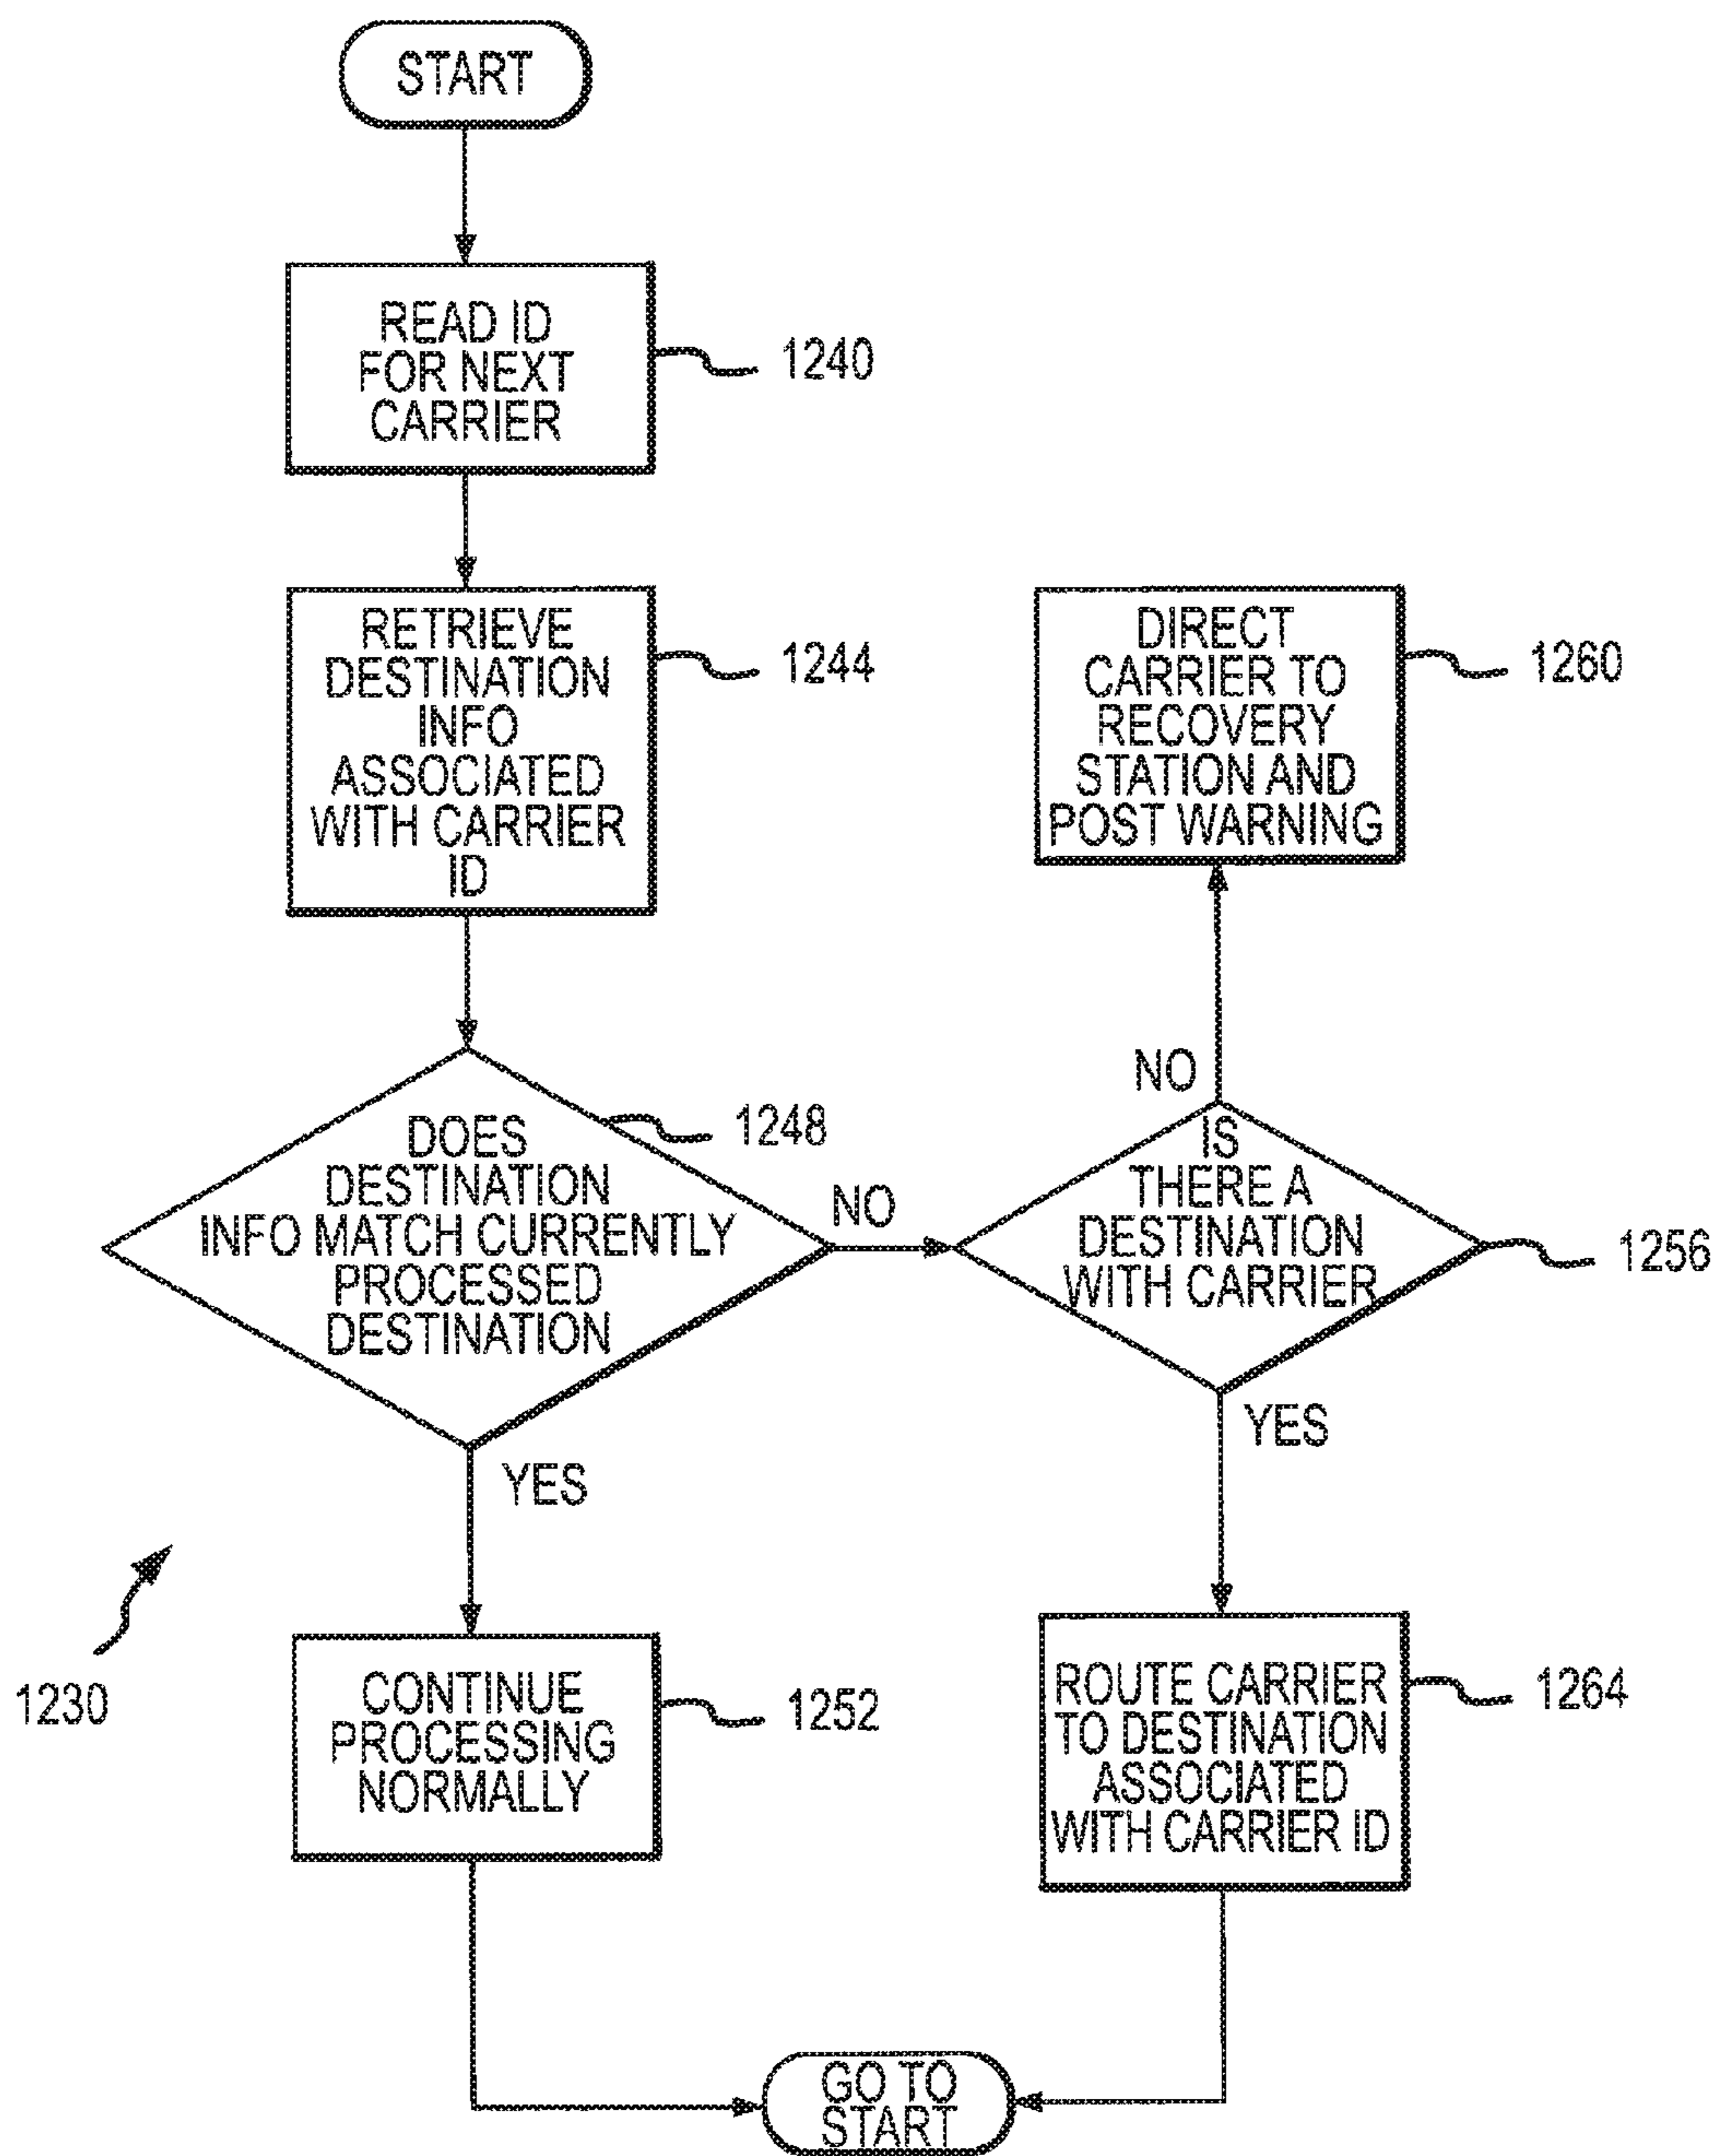 START
READ ID
FOR NEXT
CARRIER
1240
RETRIEVE
DESTINATION
INFO
ASSOCIATED
WITH CARRIER
ID
1244
DIRECT
CARRIER TO
RECOVERY
STATION AND
POST WARNING
1260
DOES
DESTINATION
INFO MATCH CURRENTLY
PROCESSED
DESTINATION
1248
NO
NO
IS
THERE A
DESTINATION
WITH CARRIER
1256
YES
YES
1230
CONTINUE
PROCESSING
NORMALLY
1252
ROUTE CARRIER
TO DESTINATION
ASSOCIATED
WITH CARRIER ID
1264
GO TO
START